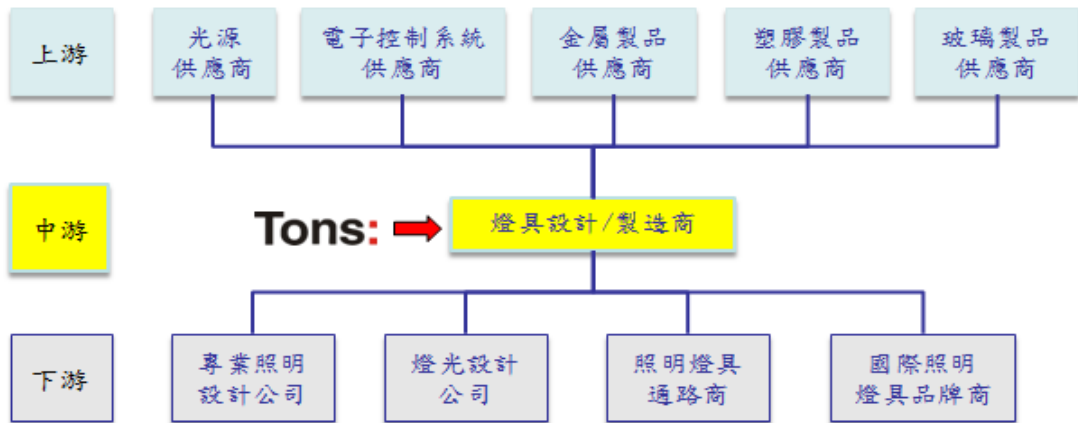 上游
光源
供應商
電子控制系統
供應商
金屬製品
供應商
塑膠製品
供應商
玻璃製品
供應商
中游
Tons:
燈具設計/製造商
下游
專業照明
設計公司
燈光設計
公司
照明燈具
通路商
國際照明
燈具品牌商